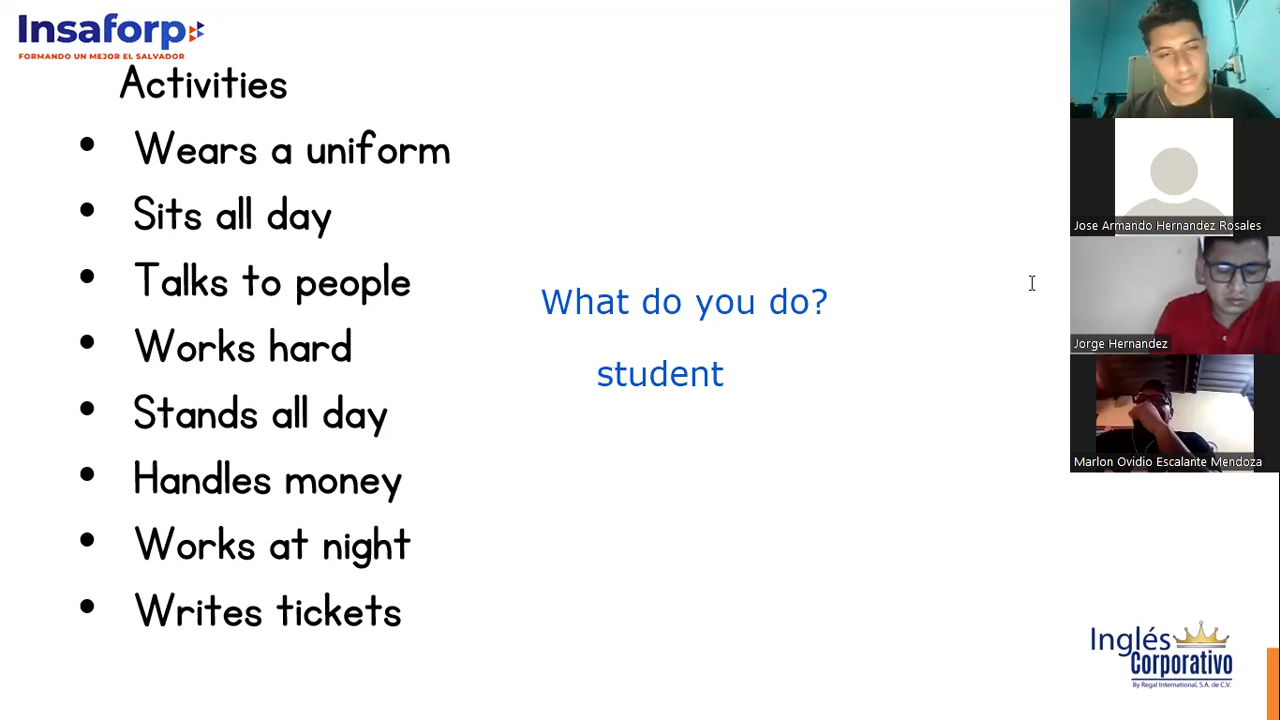 Insaforp
FORMANDO UN MEJOR EL SALVADOR
Activities
• Wears a uniform
• Sits all day
• Talks to people
• Works hard
• Stands all day
• Handles money
• Works at night
• Writes tickets
What do you do?
student
Jose Armando Hernandez Rosales
Jorge Hernandez
Marlon Ovidio Escalante Mendoza
Inglés
Corporativo
By Regal International, S.A. de C.V.